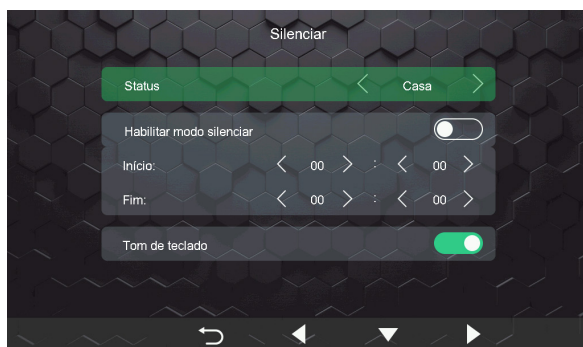 Silenciar
Status Casa
Habilitar modo silenciar
Início: 00 : 00
Fim: 00 : 00
Tom de teclado